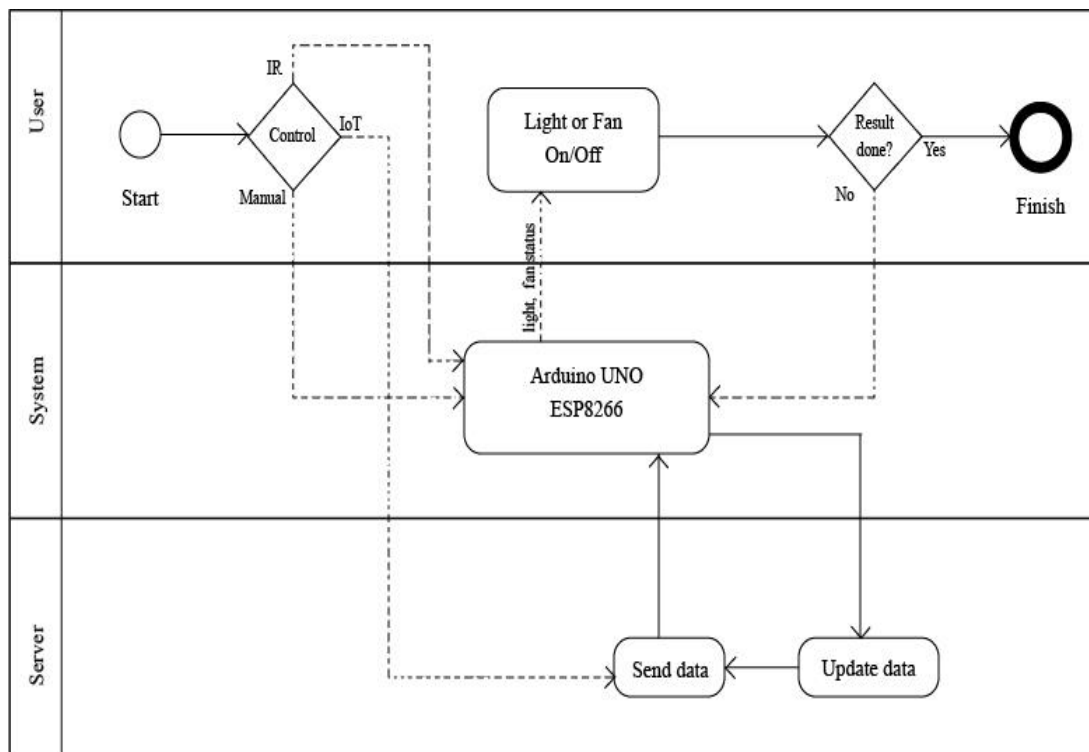 User
IR
Control
IoT
Manual
Start
Light or Fan
On/Off
Result
done?
Yes
No
Finish
light, fan status
System
Arduino UNO
ESP8266
Server
Send data
Update data